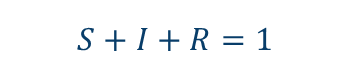 S + I + R = 1